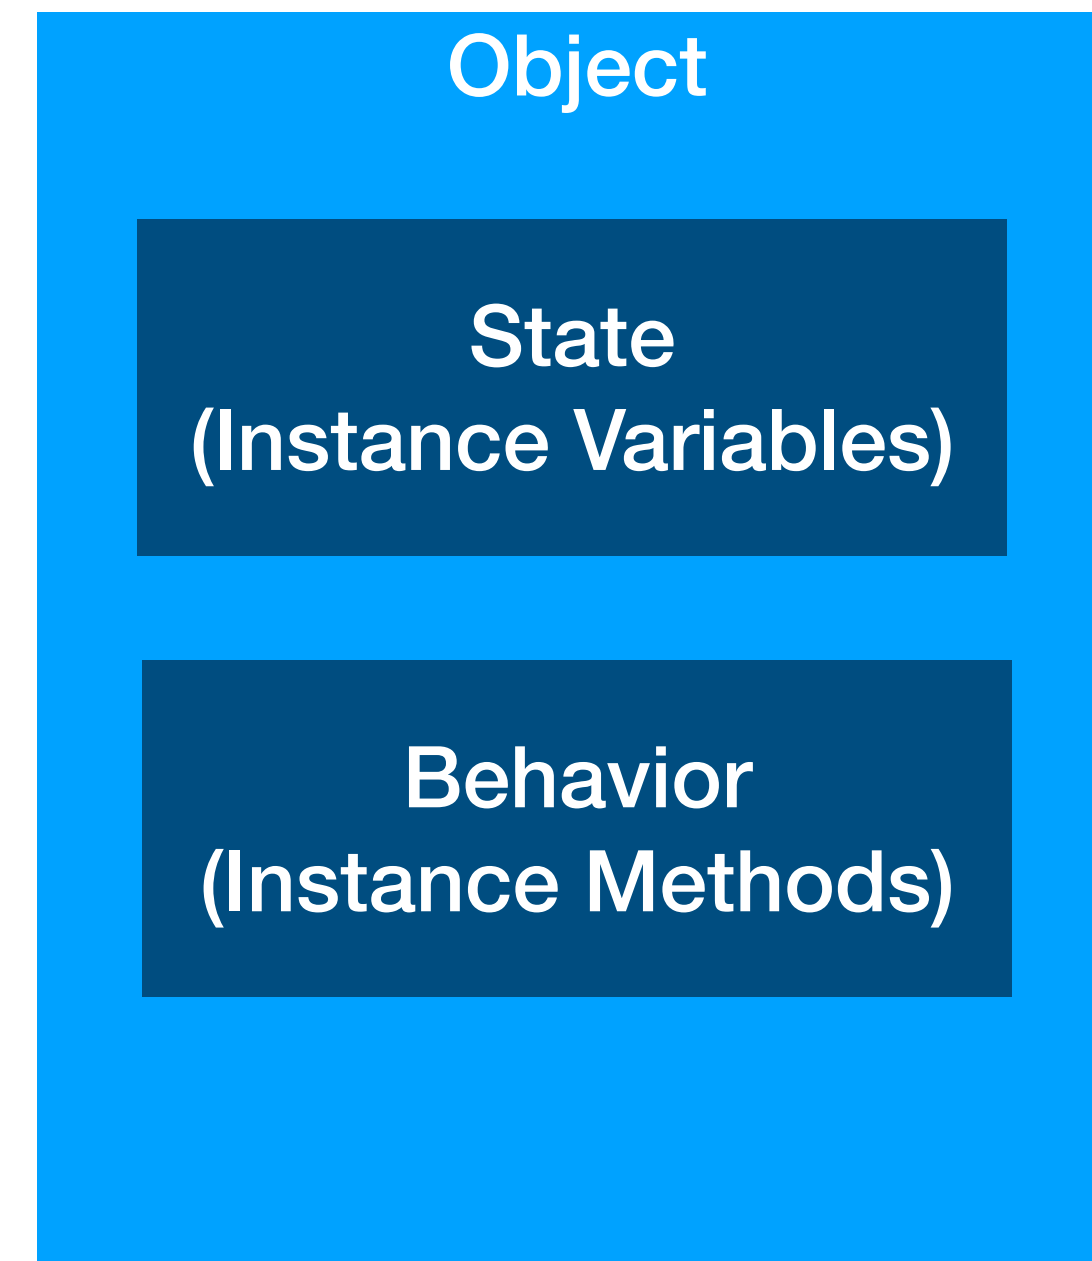 Object
State
(Instance Variables)
Behavior
(Instance Methods)